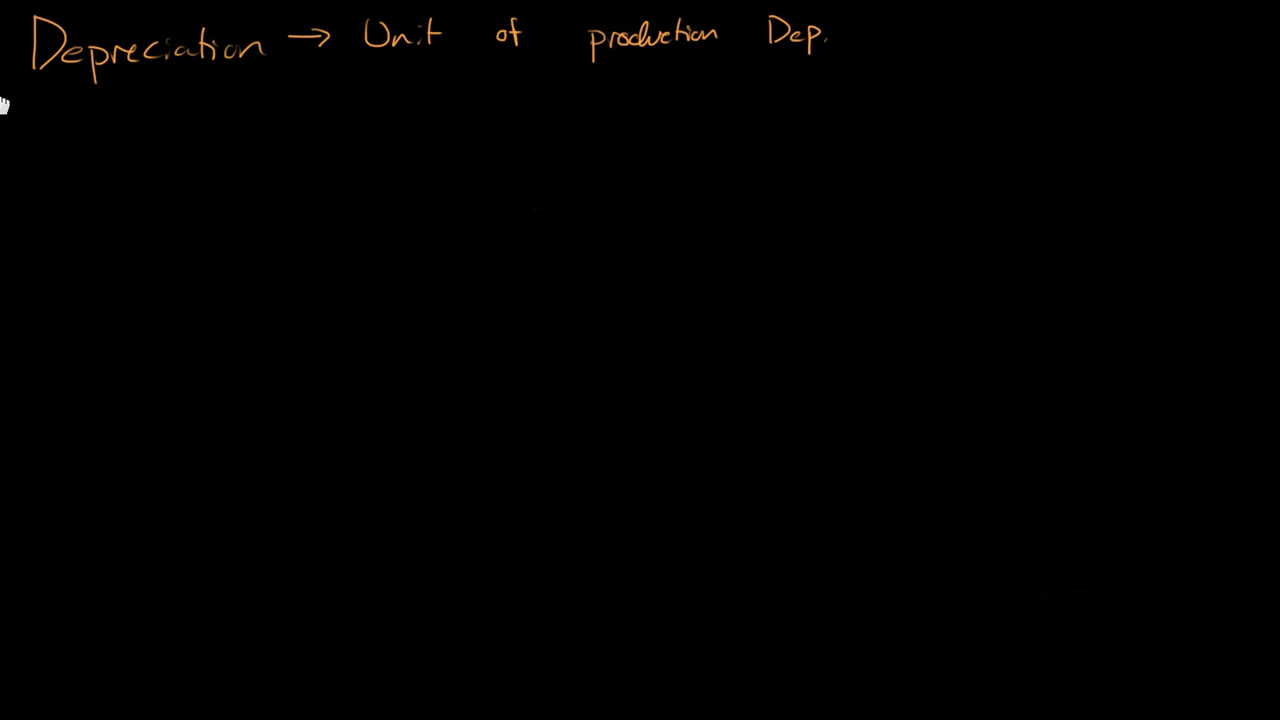 Depreciation → Unit of production Dep.